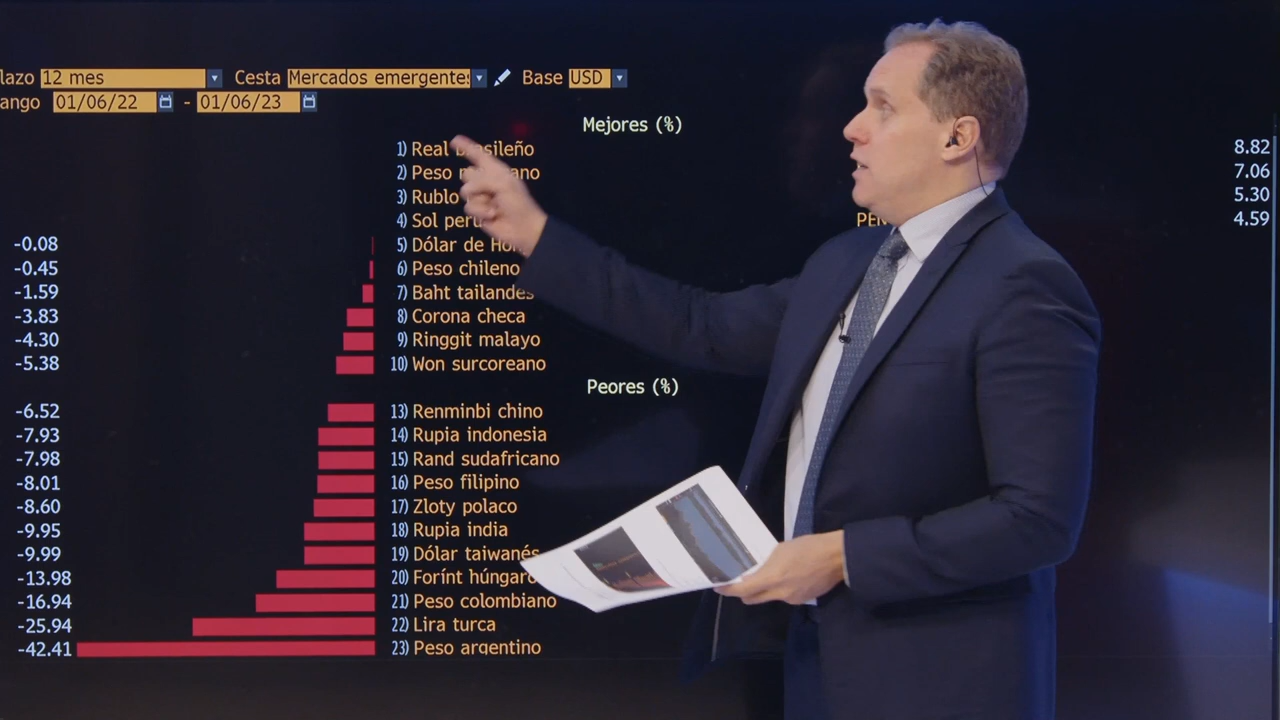 lazo 12 mes Cesta Mercados emergentes Base USD
ango 01/06/22 - 01/06/23
Mejores (%)
1) Real brasileño 8.82
2) Peso 7.06
3) Rublo 5.30
4) Sol PEN 4.59
-0.08 5) Dólar de
-0.45 6) Peso chileno
-1.59 7) Baht tailandés
-3.83 8) Corona checa
-4.30 9) Ringgit malayo
-5.38 10) Won surcoreano
Peores (%)
-6.52 13) Renminbi chino
-7.93 14) Rupia indonesia
-7.98 15) Rand sudafricano
-8.01 16) Peso filipino
-8.60 17) Zloty polaco
-9.95 18) Rupia india
-9.99 19) Dólar taiwanés
-13.98 20) Forínt húngaro
-16.94 21) Peso colombiano
-25.94 22) Lira turca
-42.41 23) Peso argentino